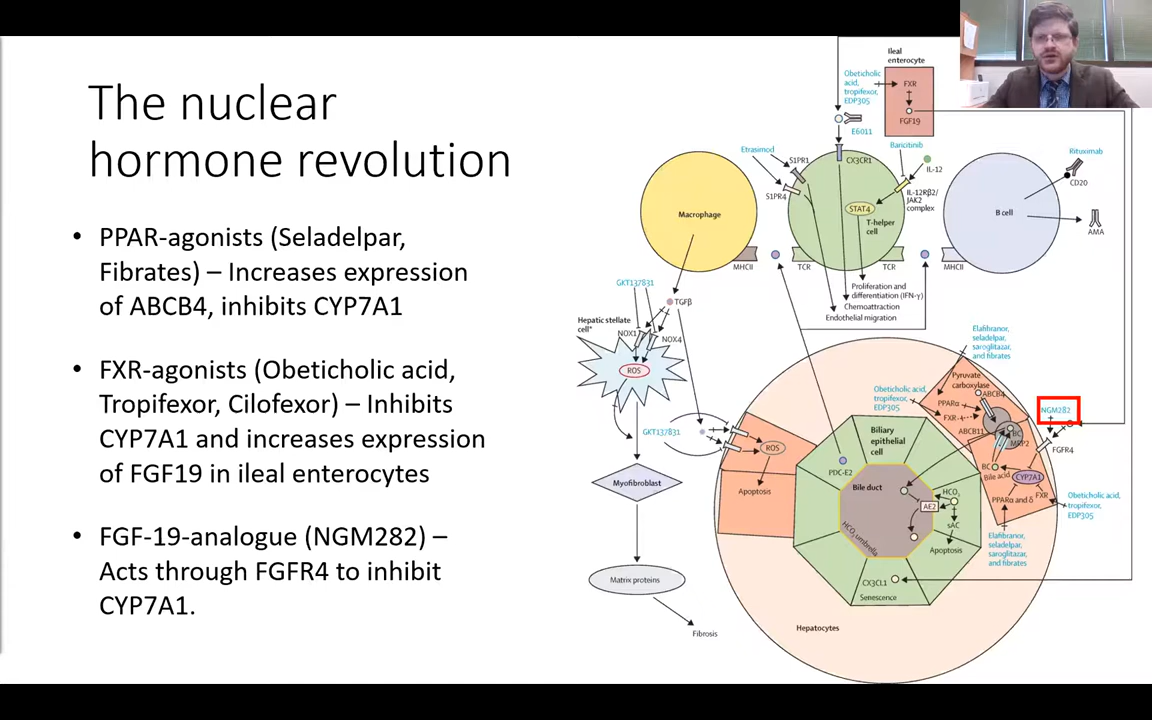 The nuclear
hormone revolution
• PPAR-agonists (Seladelpar,
Fibrates) – Increases expression
of ABCB4, inhibits CYP7A1
• FXR-agonists (Obeticholic acid,
Tropifexor, Cilofexor) – Inhibits
CYP7A1 and increases expression
of FGF19 in ileal enterocytes
• FGF-19-analogue (NGM282) –
Acts through FGFR4 to inhibit
CYP7A1.
Ileal
enterocyte
Obeticholic
acid,
tropifexor,
EDP305
FXR
FGF19
E6011
Etrasimod
S1PR1
S1PR4
CX3CR1
Baricitinib
IL-12
IL-12Rβ2/
JAK2
complex
STAT4
T-helper
cell
Rituximab
CD20
B cell
AMA
Macrophage
MHCII
TCR
TCR
MHCII
Proliferation and
differentiation (IFN-γ)
Chemoattraction
Endothelial migration
GKT137831
TGFβ
Hepatic stellate
cell*
NOX1
NOX4
ROS
GKT137831
Myofibroblast
Matrix proteins
Fibrosis
ROS
Apoptosis
Elafibranor,
seladelpar,
saroglitazar,
and fibrates
Obeticholic acid,
tropifexor,
EDP305
Pyruvate
carboxylase
ABCB4
PPARα
FXR
ABCB11
BC
MRP2
NGM282
FGFR4
BC
Bile acid
CYP7A1
PPARα and δ
FXR
Obeticholic acid,
tropifexor,
EDP305
Elafibranor,
seladelpar,
saroglitazar,
and fibrates
Biliary
epithelial
cell
PDC-E2
Bile duct
HCO₃ umbrella
HCO₃
AE2
sAC
Apoptosis
CX3CL1
Senescence
Hepatocytes